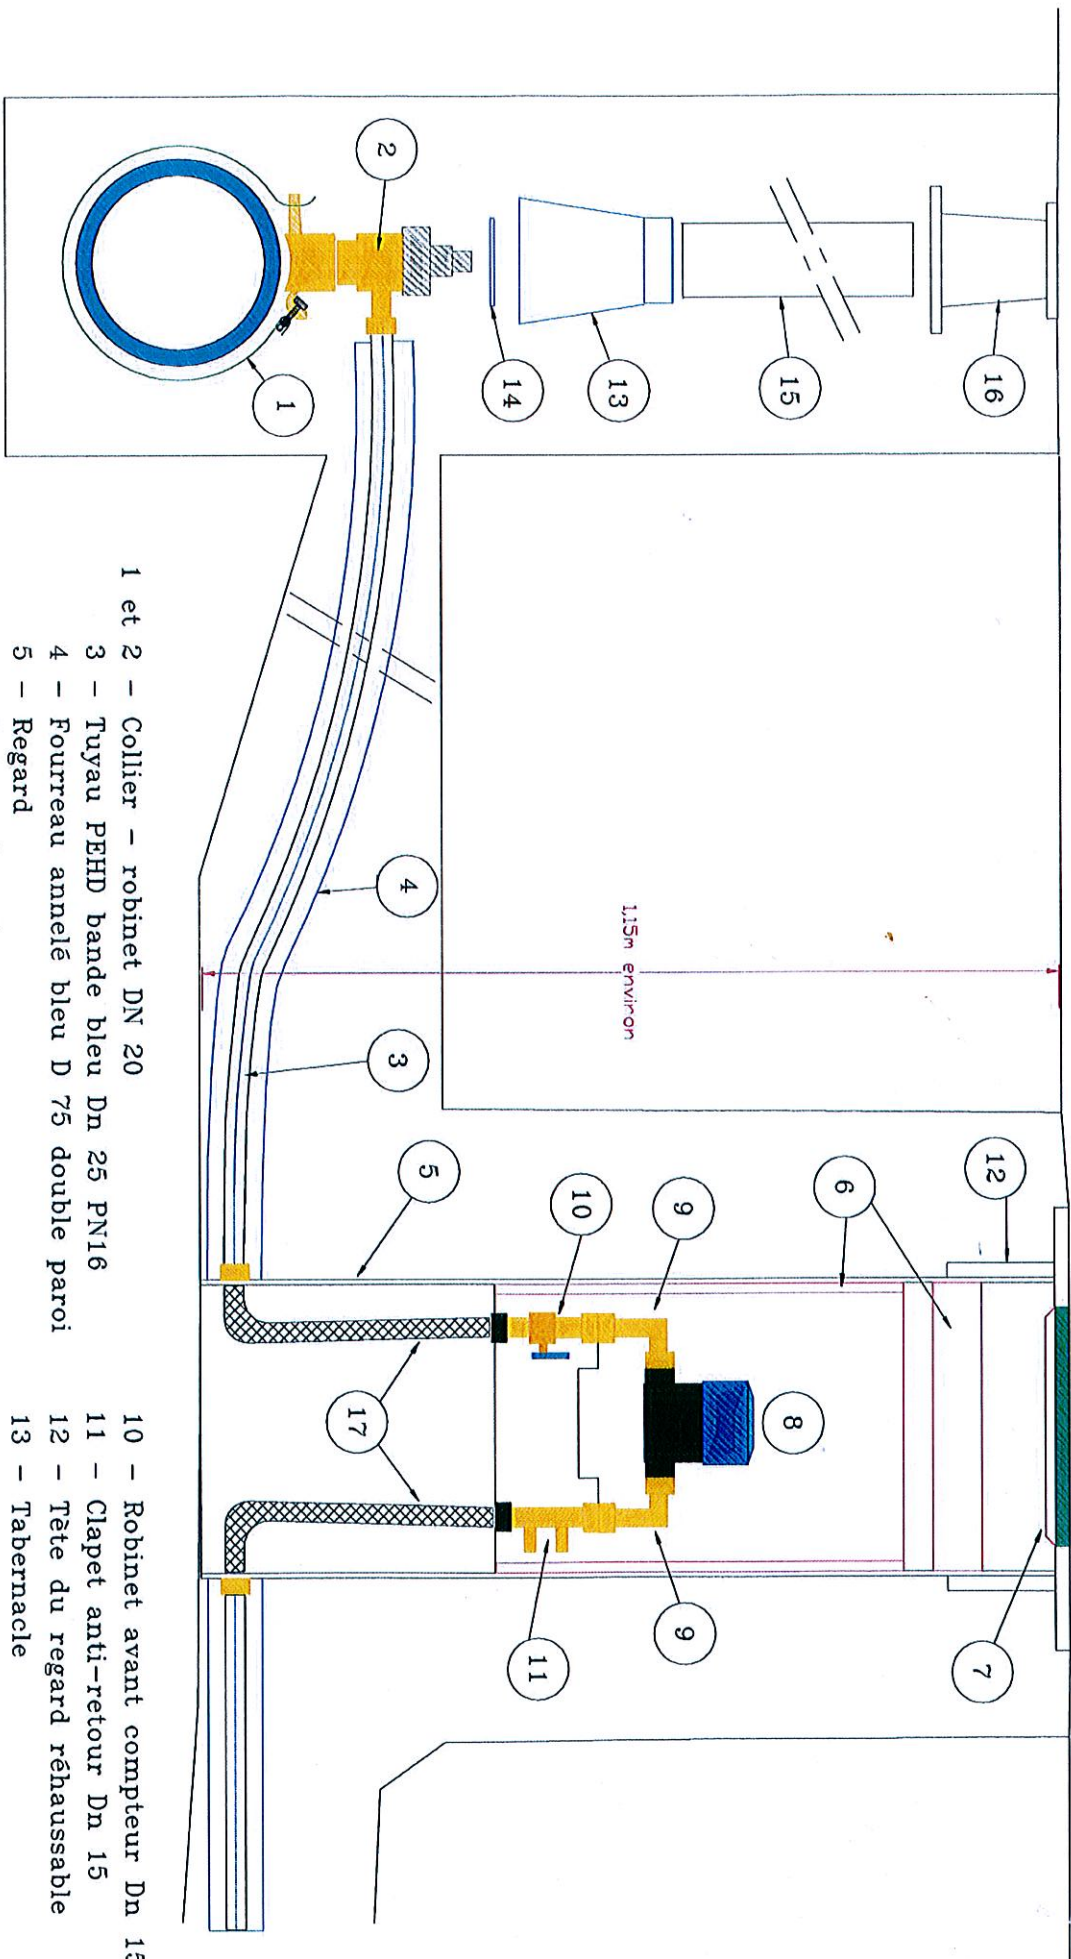 16
15
13
14
2
1
1,15m environ
4
3
12
6
5
9
10
8
17
7
9
11
1 et 2 - Collier - robinet DN 20
3 - Tuyau PEHD bande bleu Dn 25 PN16
4 - Fourreau annelé bleu D 75 double paroi
5 - Regard
10 - Robinet avant compteur Dn 15
11 - Clapet anti-retour Dn 15
12 - Tête du regard réhaussable
13 - Tabernacle